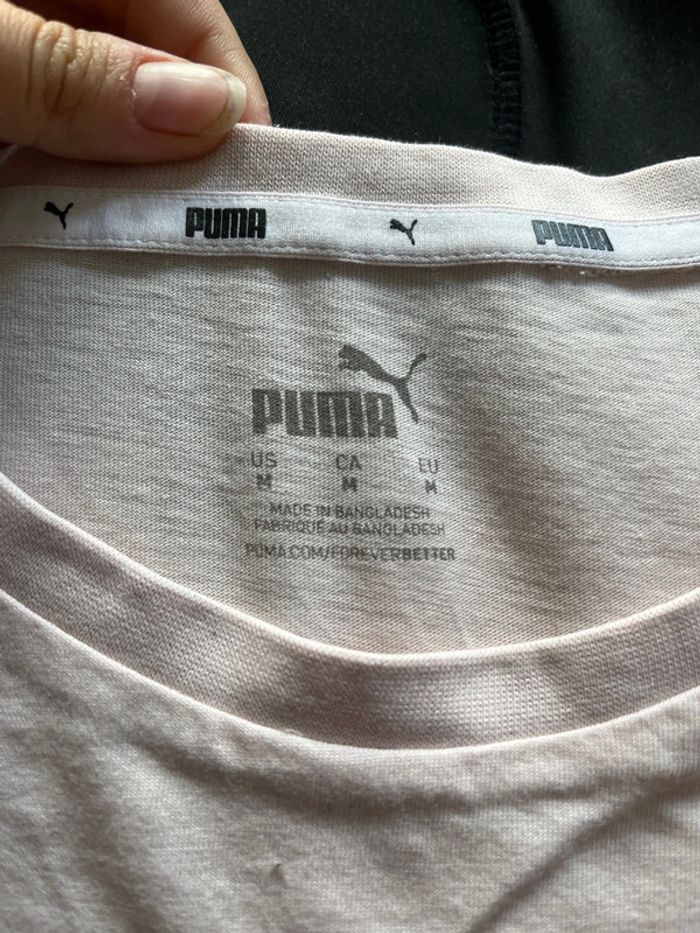 PUMA PUMA
PUMA
US CA EU
M M M
MADE IN BANGLADESH
FABRIQUÉ AU BANGLADESH
PUMA.COM/FOREVERBETTER